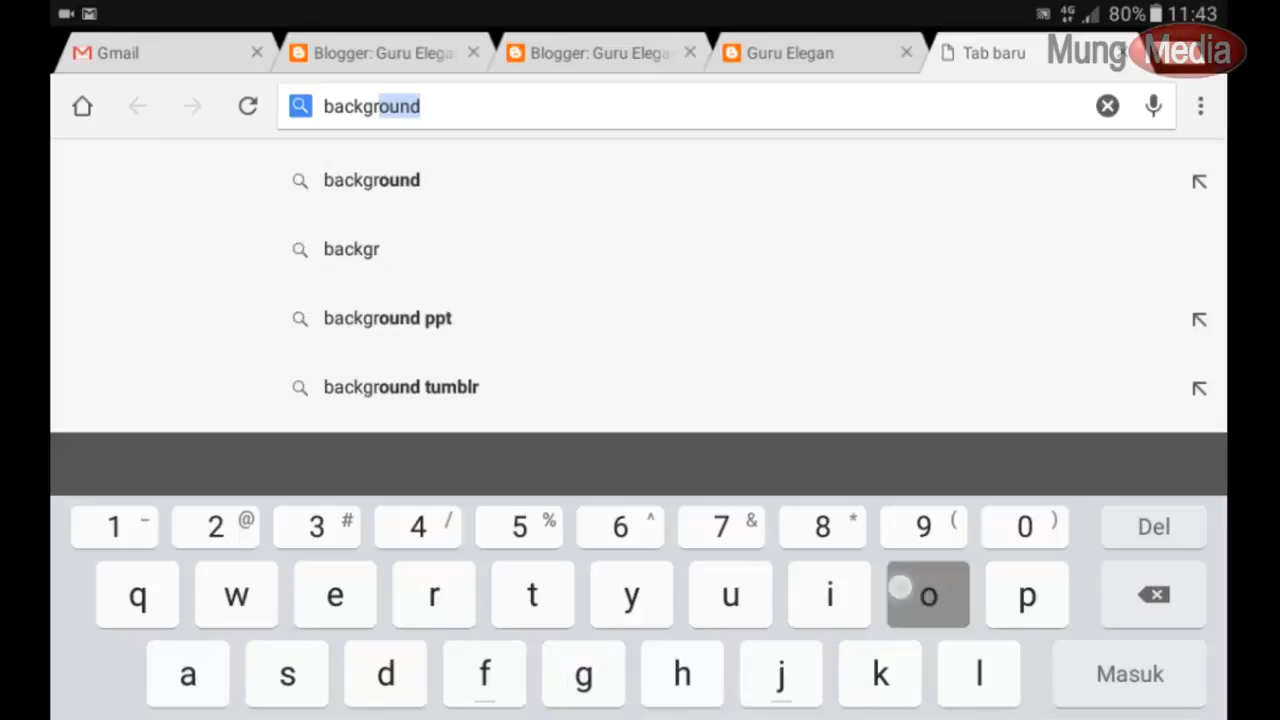 4G 80% 11:43
Gmail Blogger: Guru Elega Blogger: Guru Elega Guru Elegan Tab baru Mung Media
background
background
backgr
background ppt
background tumblr
1 - 2 @ 3 # 4 / 5 % 6 ^ 7 & 8 * 9 ( 0 ) Del
q w e r t y u i o p
a s d f g h j k l Masuk